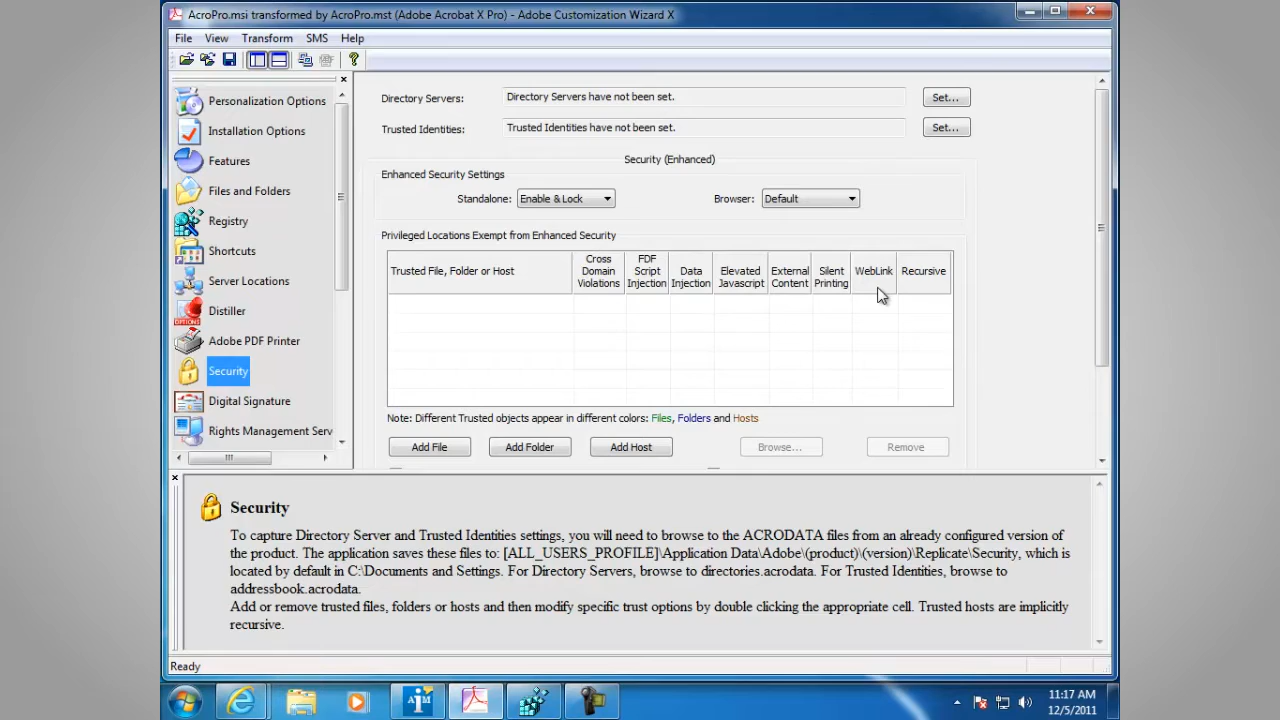 AcroPro.msi transformed by AcroPro.mst (Adobe Acrobat X Pro) - Adobe Customization Wizard X
File View Transform SMS Help
Personalization Options
Installation Options
Features
Files and Folders
Registry
Shortcuts
Server Locations
Distiller
OPTIONS
Adobe PDF Printer
Security
Digital Signature
Rights Management Serv
Directory Servers: Directory Servers have not been set. Set...
Trusted Identities: Trusted Identities have not been set. Set...
Security (Enhanced)
Enhanced Security Settings
Standalone: Enable & Lock Browser: Default
Privileged Locations Exempt from Enhanced Security
Trusted File, Folder or Host
Cross Domain Violations
FDF Script Injection
Data Injection
Elevated Javascript
External Content
Silent Printing
WebLink
Recursive
Note: Different Trusted objects appear in different colors: Files, Folders and Hosts
Add File Add Folder Add Host Browse... Remove
Security
To capture Directory Server and Trusted Identities settings, you will need to browse to the ACRODATA files from an already configured version of
the product. The application saves these files to: [ALL_USERS_PROFILE]\Application Data\Adobe\(product)\(version)\Replicate\Security, which is
located by default in C:\Documents and Settings. For Directory Servers, browse to directories.acrodata. For Trusted Identities, browse to
addressbook.acrodata.
Add or remove trusted files, folders or hosts and then modify specific trust options by double clicking the appropriate cell. Trusted hosts are implicitly
recursive.
Ready
11:17 AM
12/5/2011